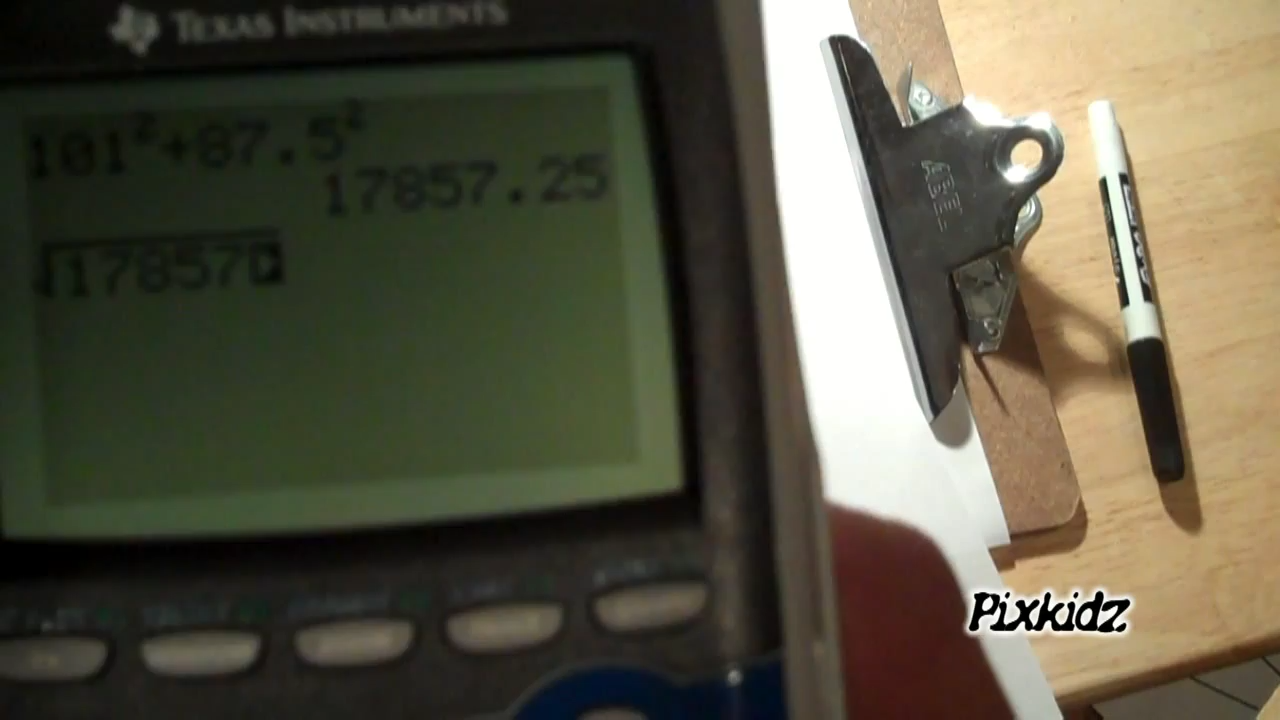 TEXAS INSTRUMENTS
101²+87.5²
17857.25
√17857
ABEL
Pixkidz